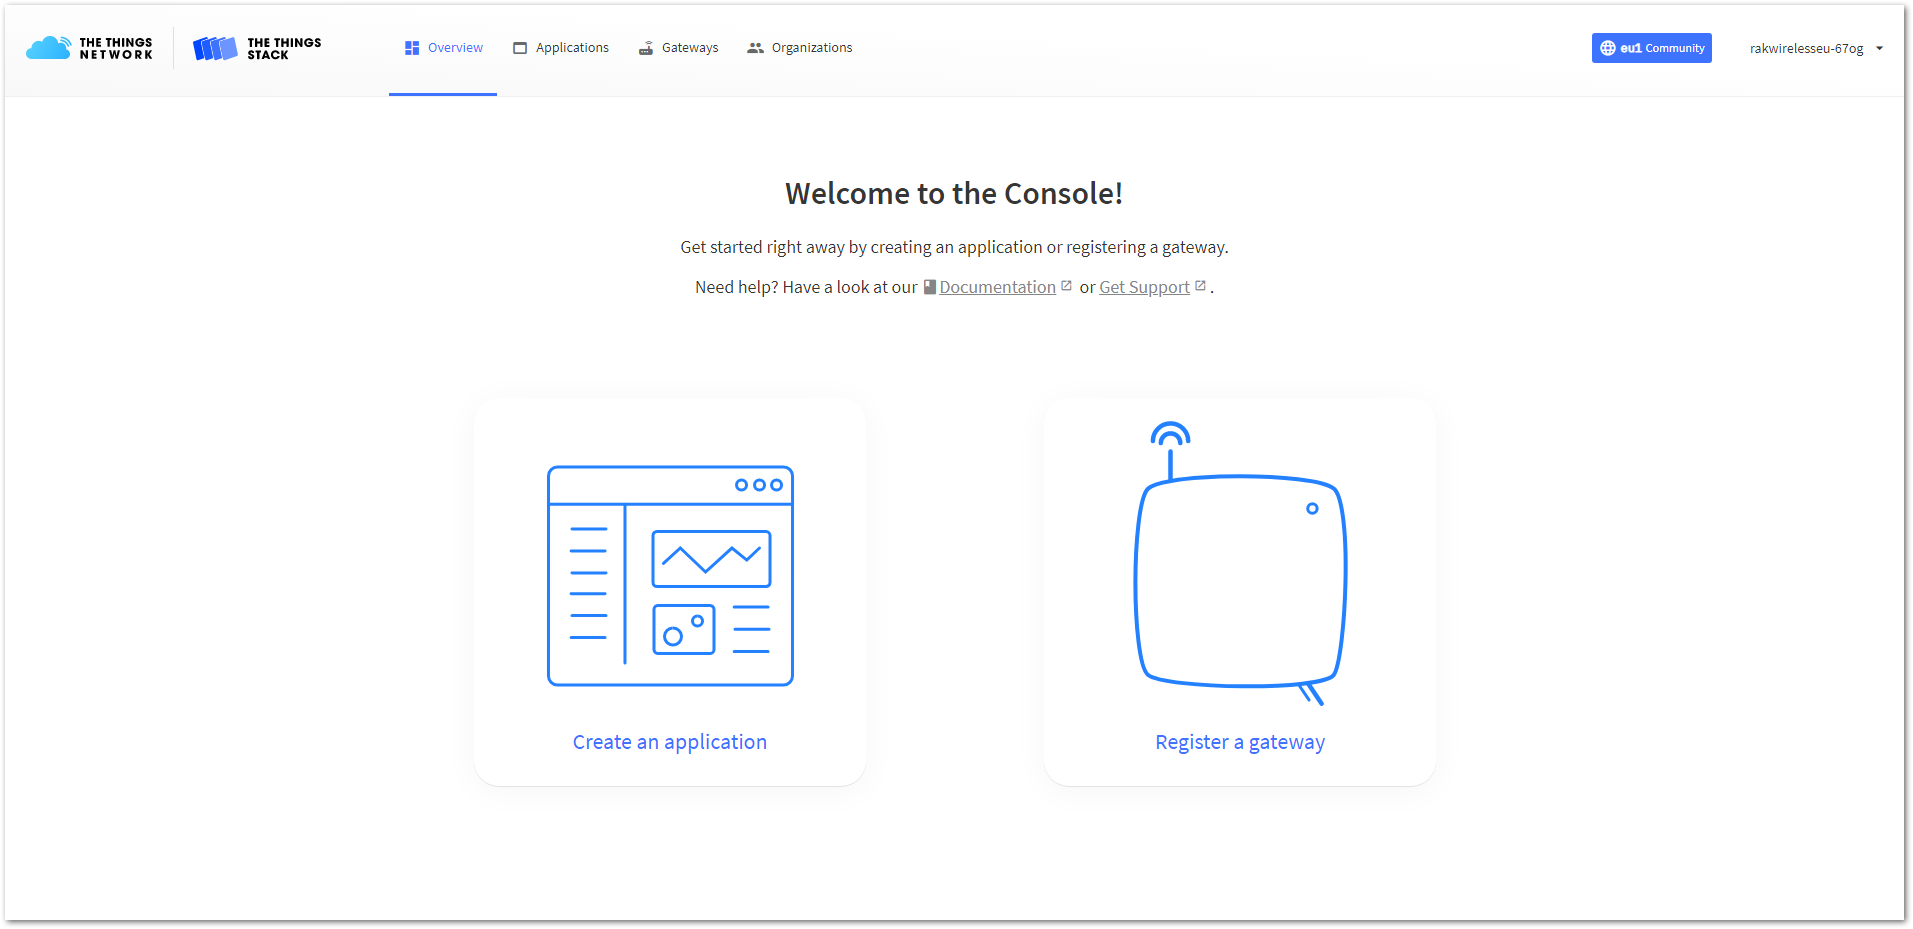 THE THINGS
NETWORK
THE THINGS
STACK
Overview
Applications
Gateways
Organizations
eu1 Community
rakwirelesseu-67og
Welcome to the Console!
Get started right away by creating an application or registering a gateway.
Need help? Have a look at our Documentation or Get Support .
Create an application
Register a gateway